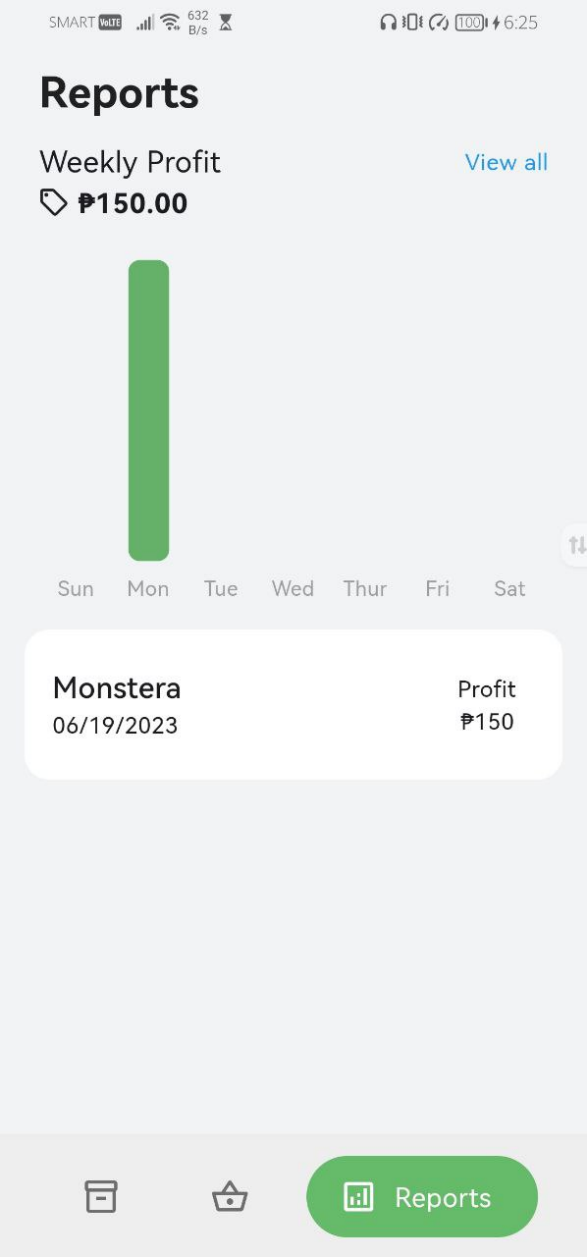 SMART VoLTE 632 B/s 100 6:25
Reports
Weekly Profit View all
₱150.00
Sun Mon Tue Wed Thur Fri Sat
Monstera Profit
06/19/2023 ₱150
Reports